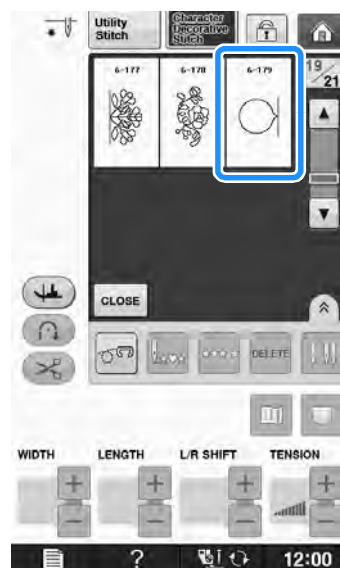 Utility
Stitch
Character
Decorative
Stitch
6-177
6-178
6-179
19
21
CLOSE
DELETE
WIDTH
LENGTH
L/R SHIFT
TENSION
+ + + +
- - - -
?
12:00